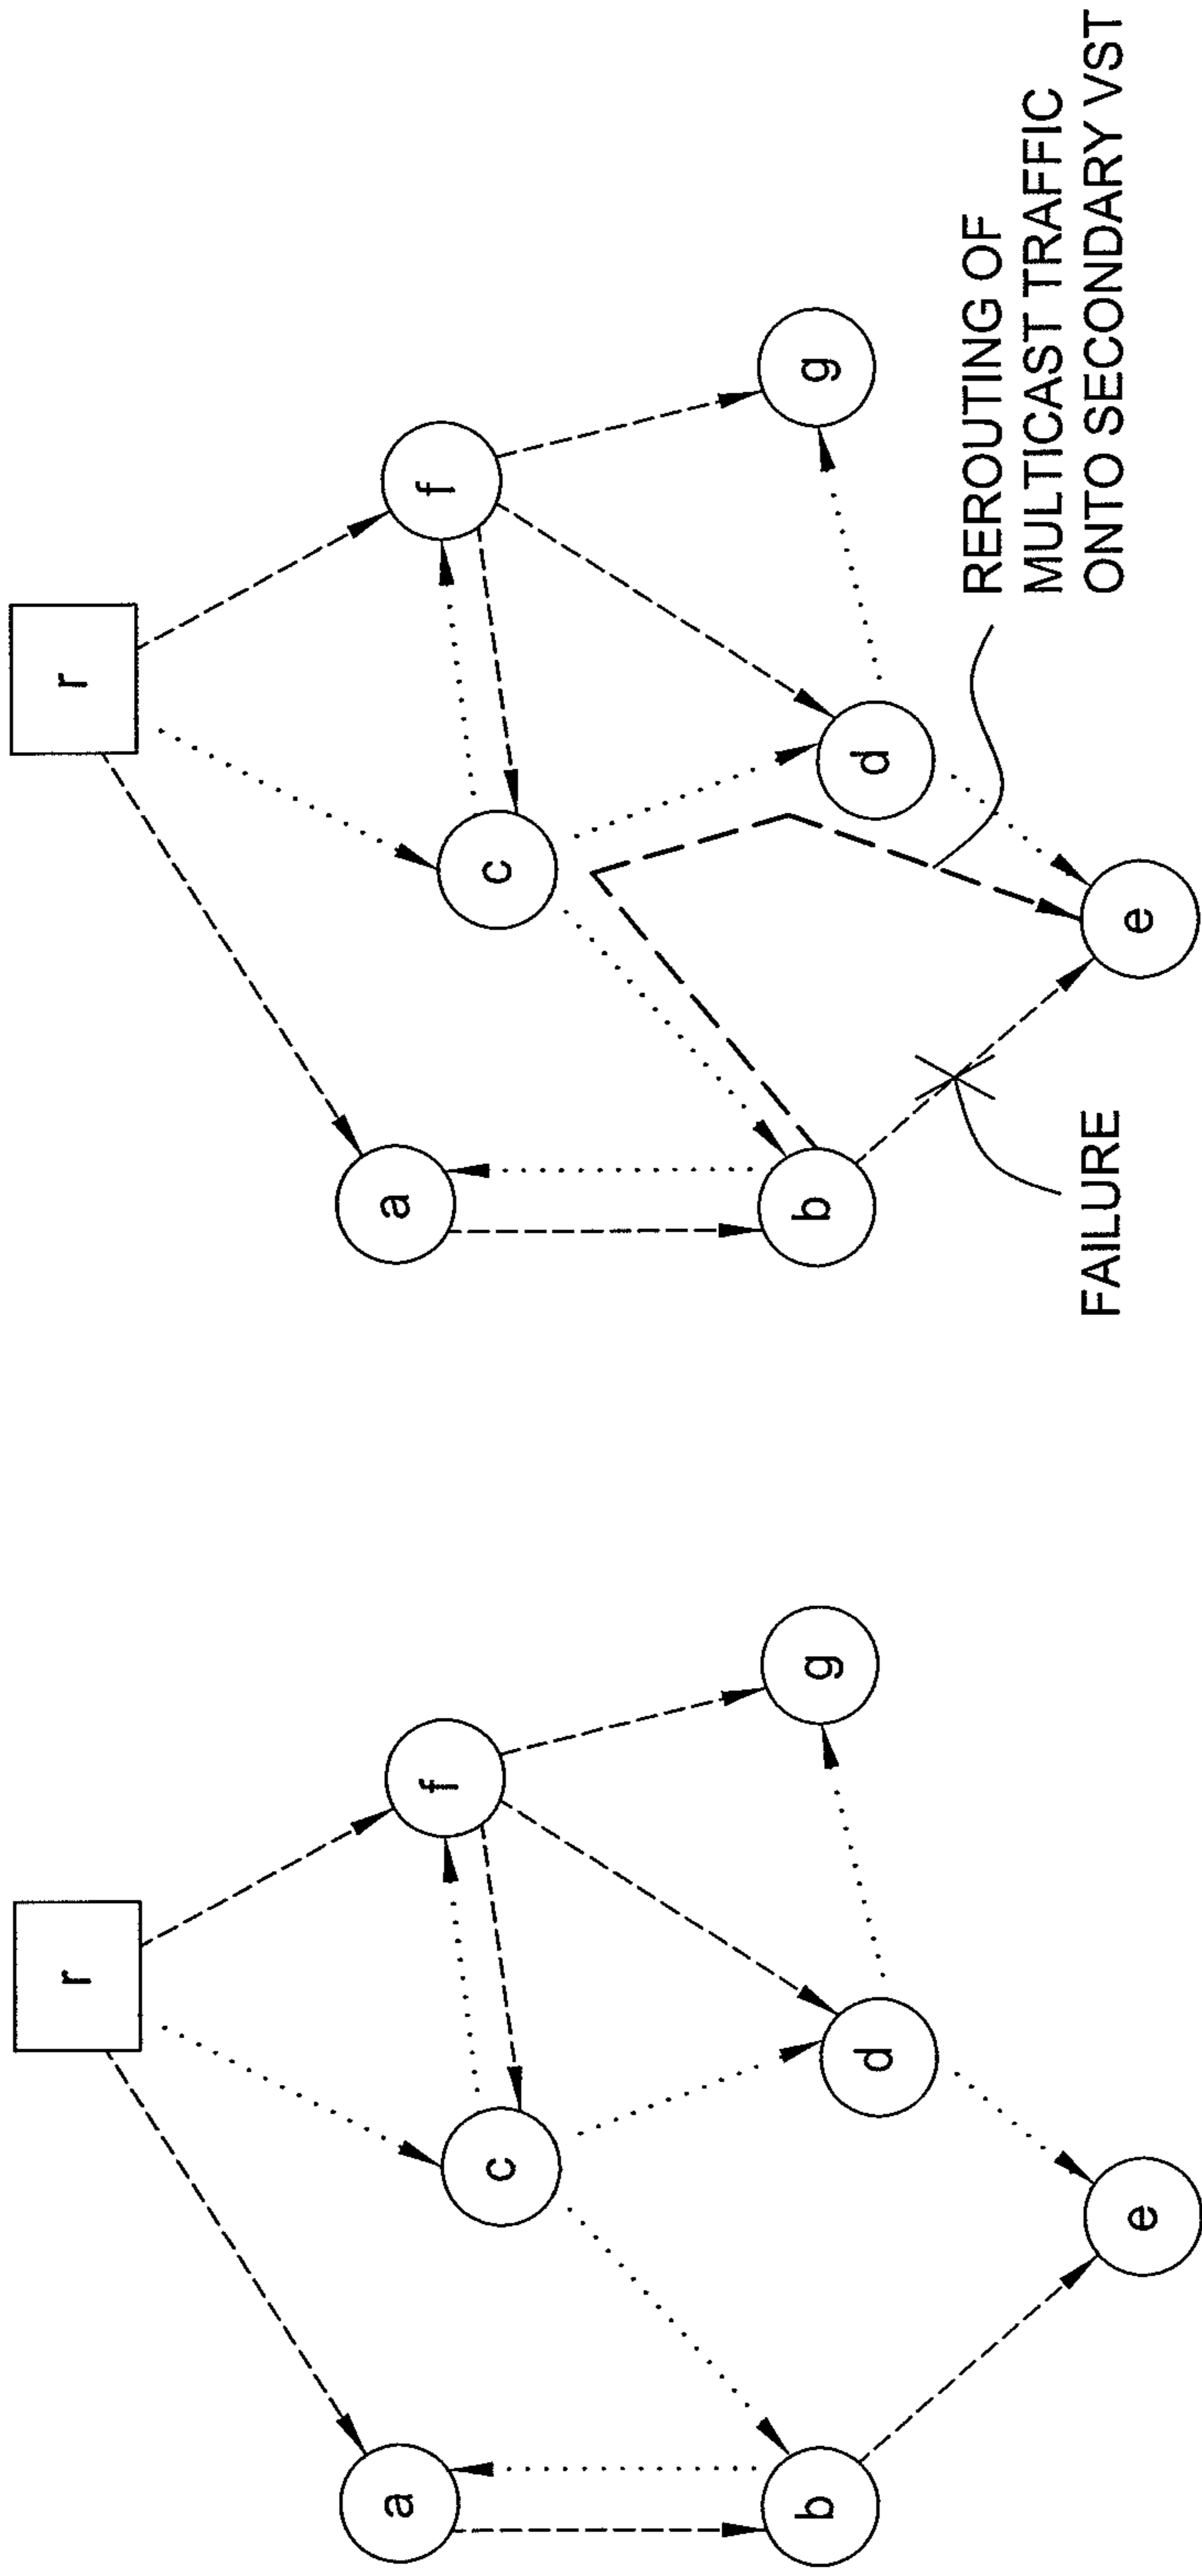 r
a
f
c
b
g
d
e
r
a
f
c
b
g
d
e
REROUTING OF
MULTICAST TRAFFIC
ONTO SECONDARY VST
FAILURE